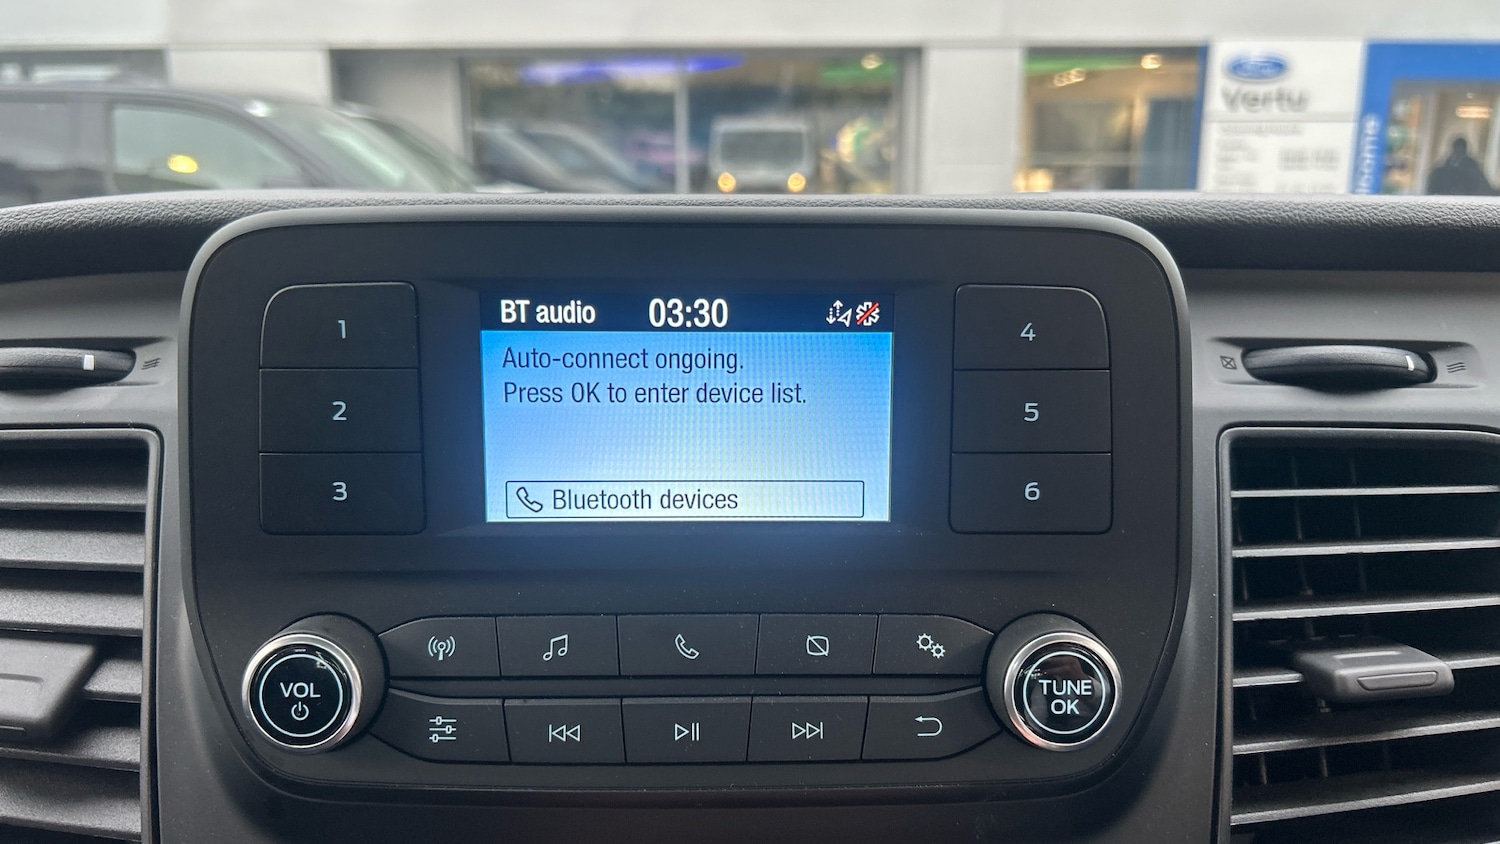 Ford
Vertu
BT audio 03:30
Auto-connect ongoing.
Press OK to enter device list.
Bluetooth devices
1
2
3
4
5
6
VOL
TUNE
OK